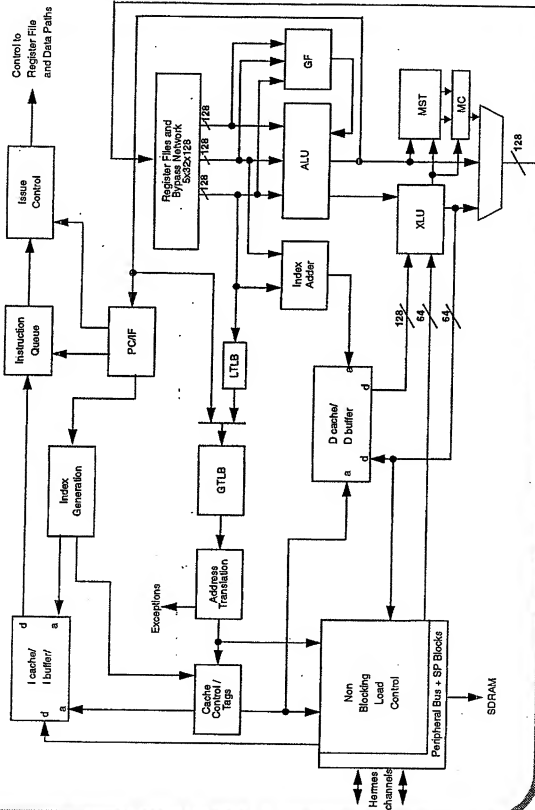 Control to
Register File
and Data Paths
Issue
Control
Instruction
Queue
PC/IF
Index
Generation
d
I cache/
I buffer/
d
a
a
Register Files and
Bypass Network
5x32x128
128
128
128
GF
ALU
MST
MC
128
XLU
Index
Adder
LTLB
GTLB
Address
Translation
Exceptions
Cache
Control /
Tags
a
d
D cache/
D buffer
d
a
128
64
64
Non
Blocking
Load
Control
Peripheral Bus + SP Blocks
SDRAM
Hermes
channels